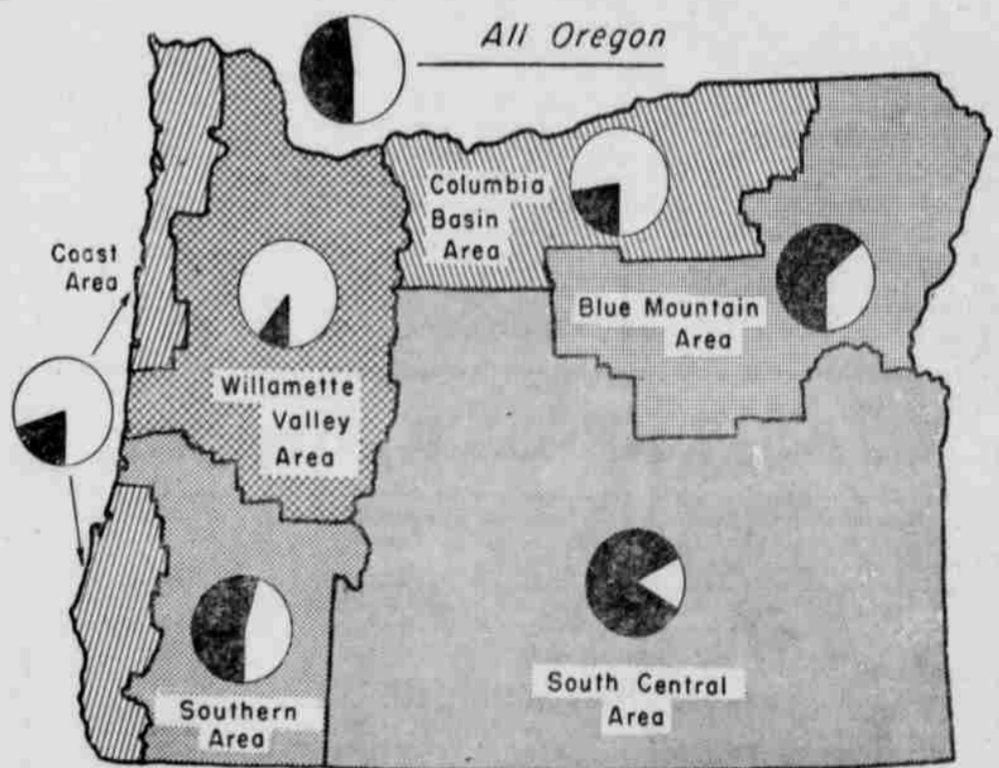 All Oregon
Columbia
Basin
Area
Coast
Area
Blue Mountain
Area
Willamette
Valley
Area
South Central
Area
Southern
Area